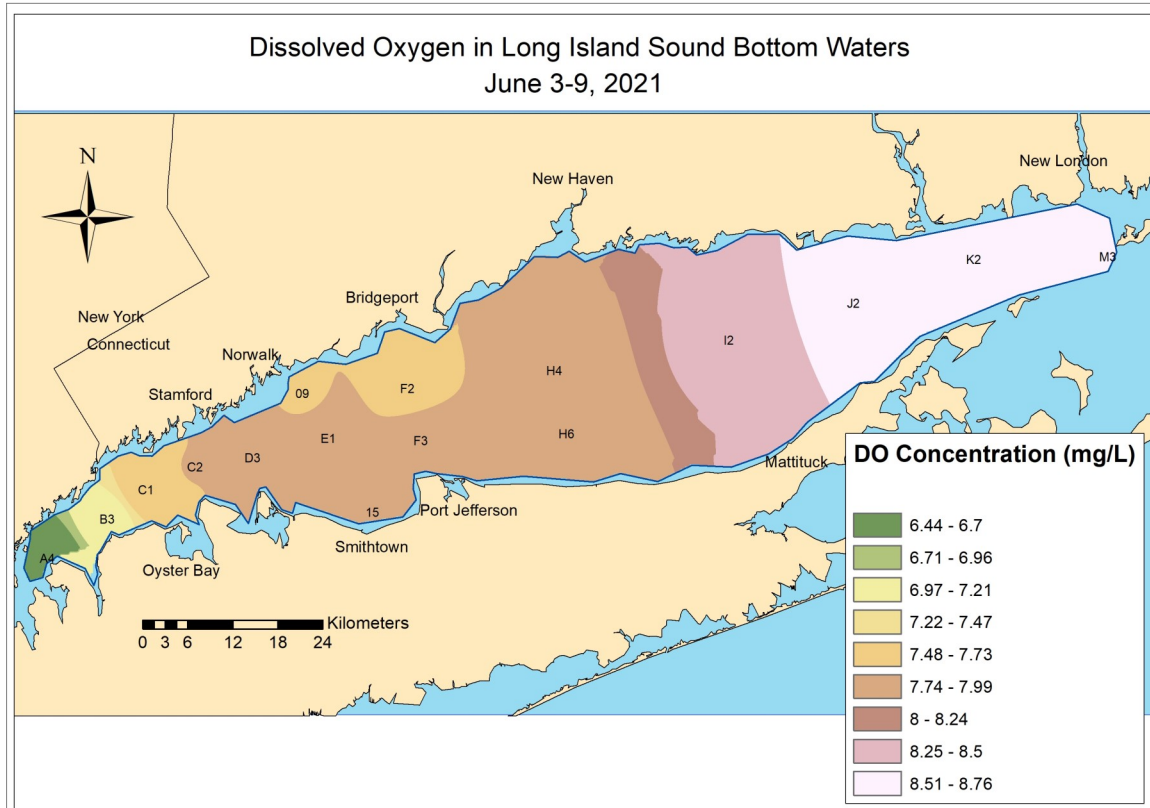 Dissolved Oxygen in Long Island Sound Bottom Waters
June 3-9, 2021
N
New London
New Haven
M3
K2
Bridgeport
J2
New York
Connecticut
I2
Norwalk
H4
Stamford
09
F2
E1
F3
H6
D3
C2
Mattituck
C1
B3
15
Port Jefferson
Smithtown
A4
Oyster Bay
Kilometers
0 3 6 12 18 24
DO Concentration (mg/L)
6.44 - 6.7
6.71 - 6.96
6.97 - 7.21
7.22 - 7.47
7.48 - 7.73
7.74 - 7.99
8 - 8.24
8.25 - 8.5
8.51 - 8.76